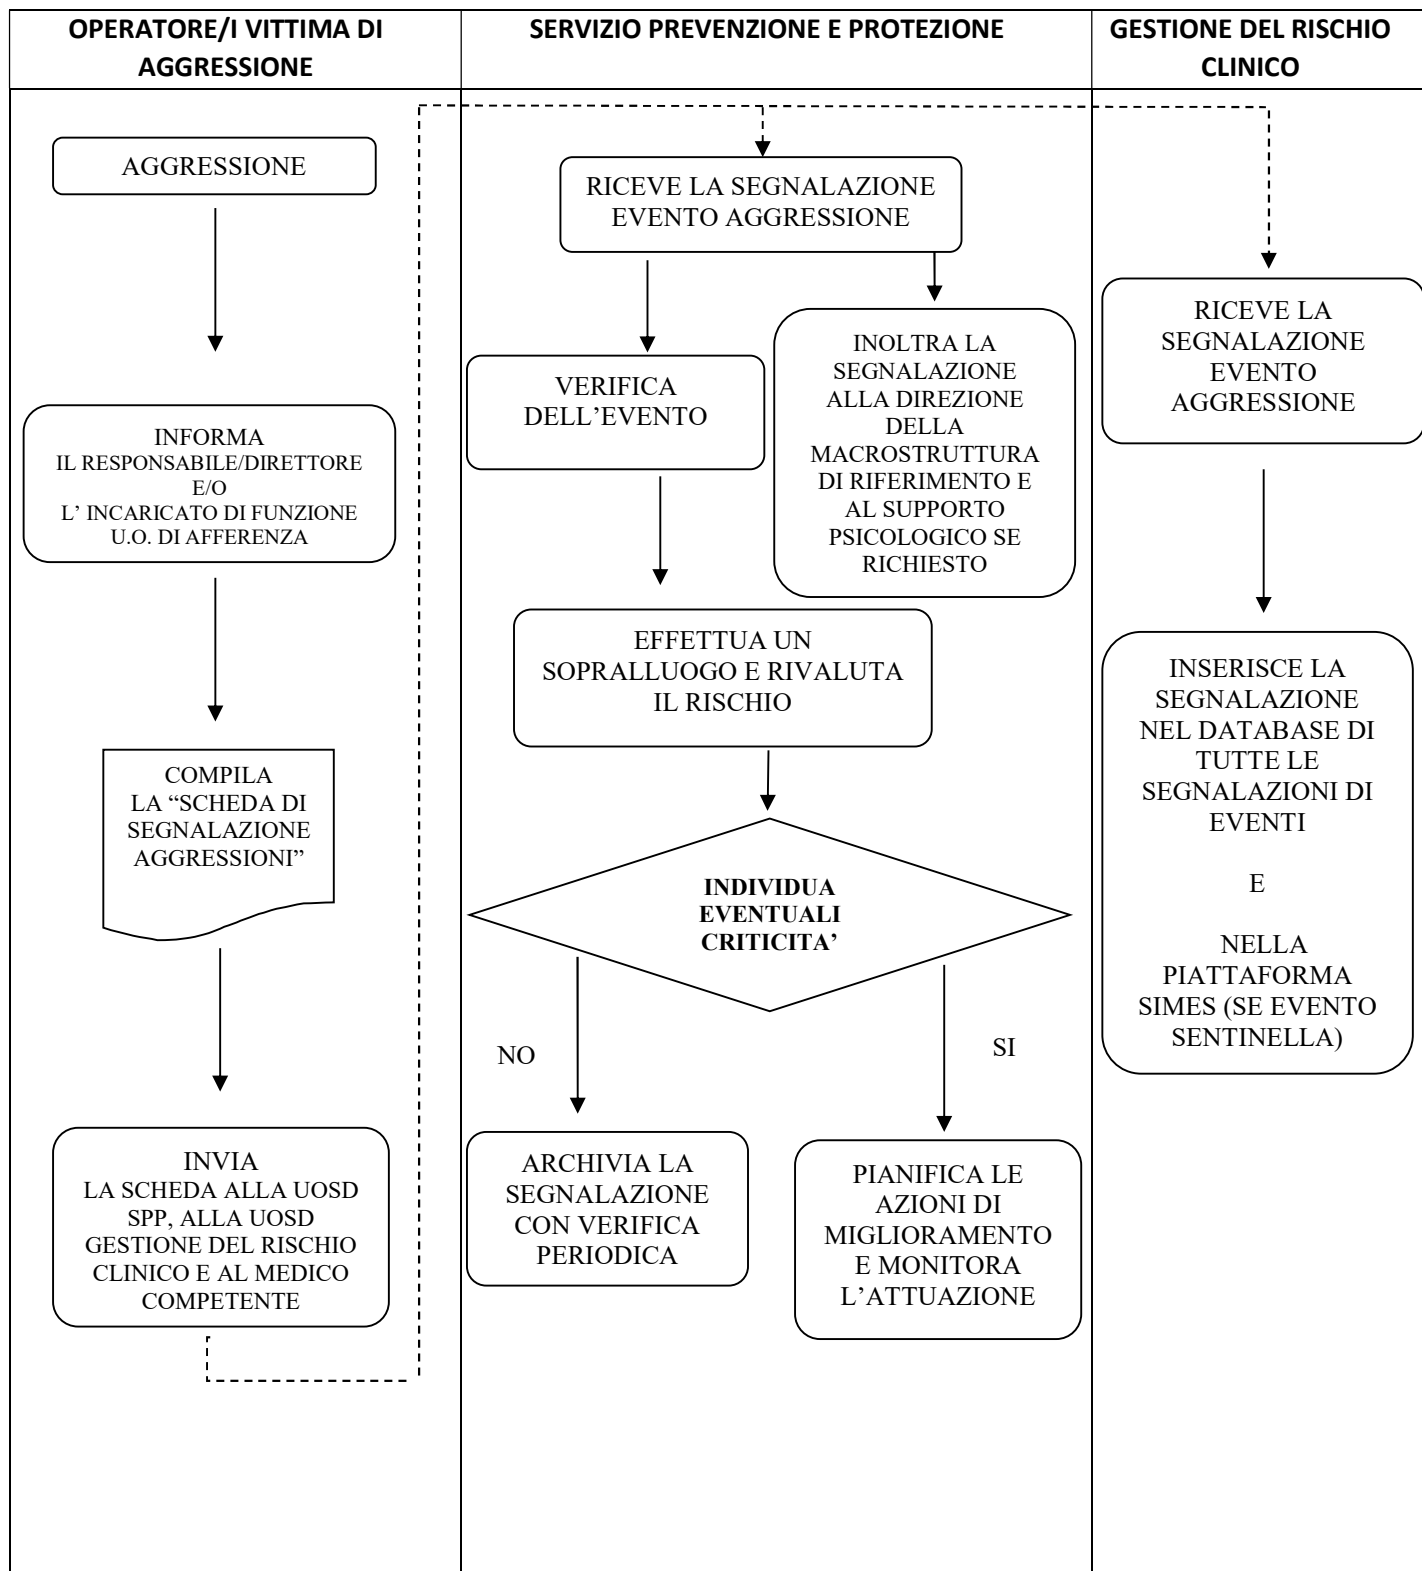 OPERATORE/I VITTIMA DI
AGGRESSIONE
SERVIZIO PREVENZIONE E PROTEZIONE
GESTIONE DEL RISCHIO
CLINICO
AGGRESSIONE
INFORMA
IL RESPONSABILE/DIRETTORE
E/O
L’ INCARICATO DI FUNZIONE
U.O. DI AFFERENZA
COMPILA
LA “SCHEDA DI
SEGNALAZIONE
AGGRESSIONI”
INVIA
LA SCHEDA ALLA UOSD
SPP, ALLA UOSD
GESTIONE DEL RISCHIO
CLINICO E AL MEDICO
COMPETENTE
RICEVE LA SEGNALAZIONE
EVENTO AGGRESSIONE
VERIFICA
DELL’EVENTO
INOLTRA LA
SEGNALAZIONE
ALLA DIREZIONE
DELLA
MACROSTRUTTURA
DI RIFERIMENTO E
AL SUPPORTO
PSICOLOGICO SE
RICHIESTO
EFFETTUA UN
SOPRALLUOGO E RIVALUTA
IL RISCHIO
INDIVIDUA
EVENTUALI
CRITICITA’
NO
SI
ARCHIVIA LA
SEGNALAZIONE
CON VERIFICA
PERIODICA
PIANIFICA LE
AZIONI DI
MIGLIORAMENTO
E MONITORA
L’ATTUAZIONE
RICEVE LA
SEGNALAZIONE
EVENTO
AGGRESSIONE
INSERISCE LA
SEGNALAZIONE
NEL DATABASE DI
TUTTE LE
SEGNALAZIONI DI
EVENTI
E
NELLA
PIATTAFORMA
SIMES (SE EVENTO
SENTINELLA)